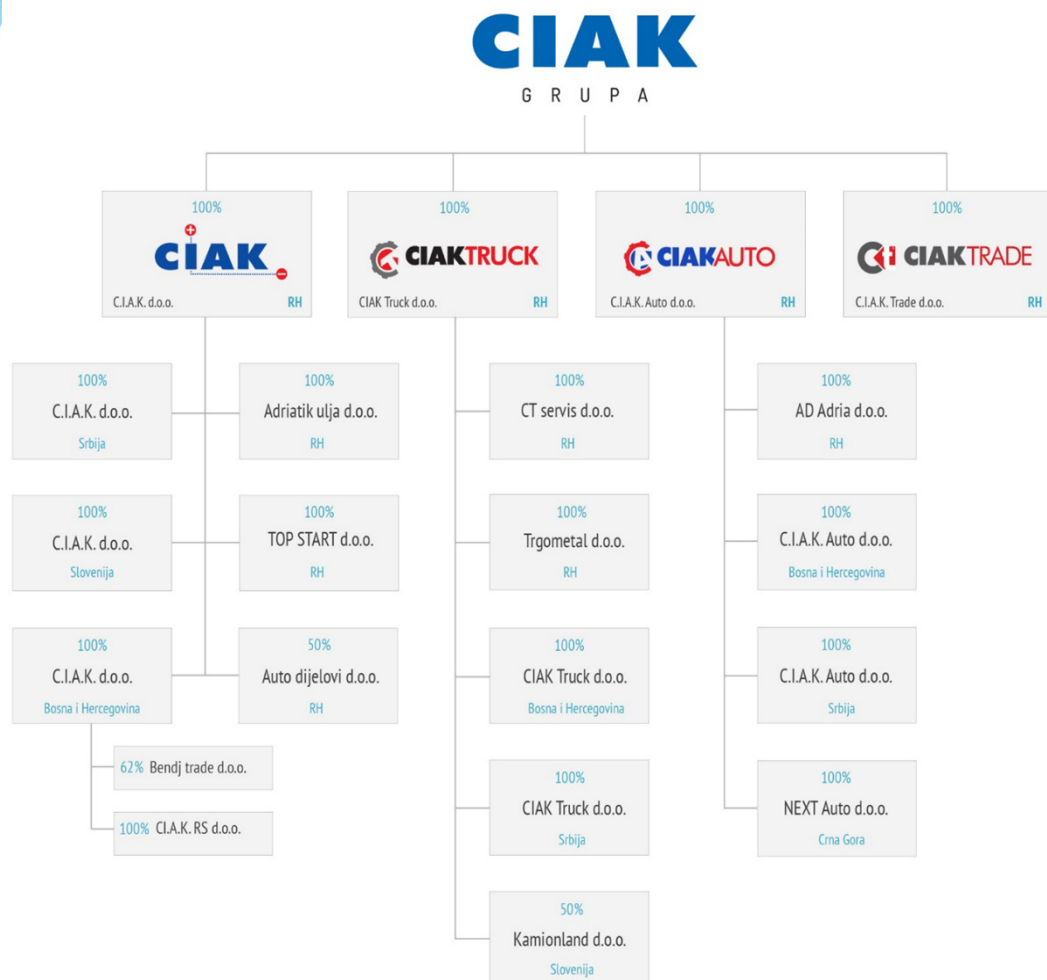 CIAK
GRUPA
100%
CIAK
C.I.A.K. d.o.o. RH
100%
CIAKTRUCK
CIAK Truck d.o.o. RH
100%
CIAKAUTO
C.I.A.K. Auto d.o.o. RH
100%
CIAKTRADE
C.I.A.K. Trade d.o.o. RH
100%
C.I.A.K. d.o.o.
Srbija
100%
Adriatik ulja d.o.o.
RH
100%
C.I.A.K. d.o.o.
Slovenija
100%
TOP START d.o.o.
RH
100%
C.I.A.K. d.o.o.
Bosna i Hercegovina
50%
Auto dijelovi d.o.o.
RH
62% Bendj trade d.o.o.
100% CI.A.K. RS d.o.o.
100%
CT servis d.o.o.
RH
100%
Trgometal d.o.o.
RH
100%
CIAK Truck d.o.o.
Bosna i Hercegovina
100%
CIAK Truck d.o.o.
Srbija
50%
Kamionland d.o.o.
Slovenija
100%
AD Adria d.o.o.
RH
100%
C.I.A.K. Auto d.o.o.
Bosna i Hercegovina
100%
C.I.A.K. Auto d.o.o.
Srbija
100%
NEXT Auto d.o.o.
Crna Gora